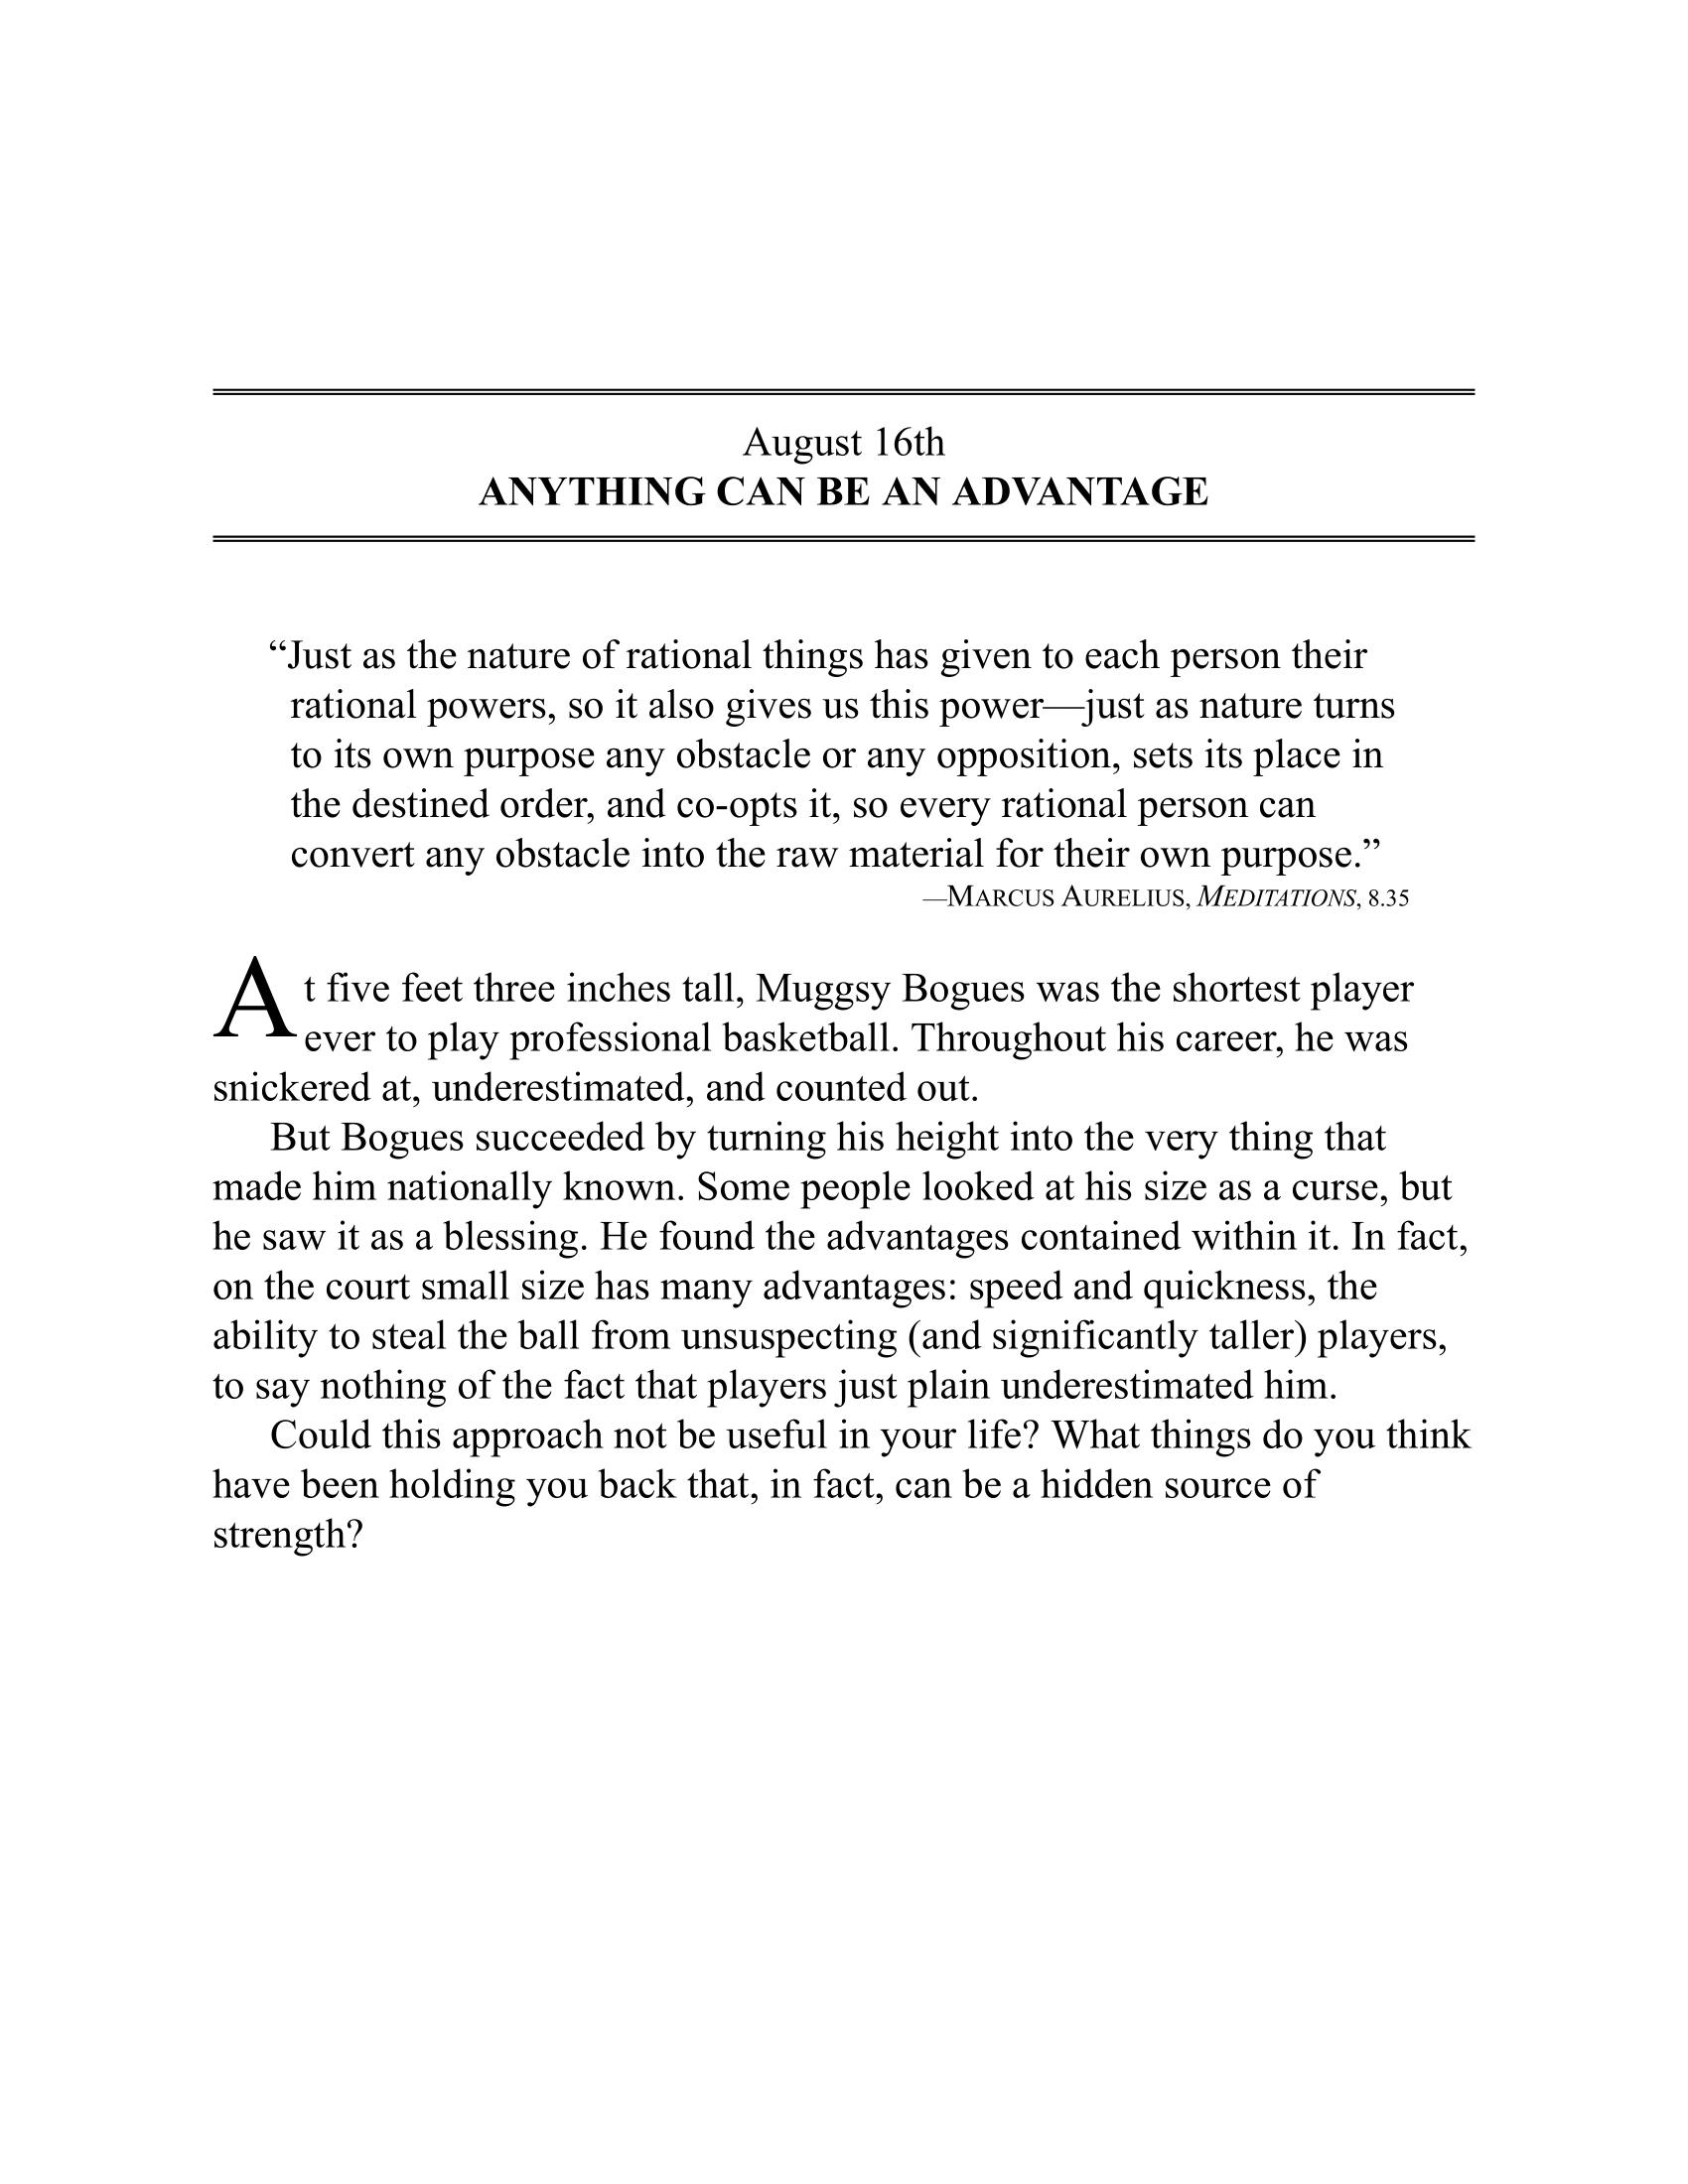 August 16th
ANYTHING CAN BE AN ADVANTAGE
“Just as the nature of rational things has given to each person their
rational powers, so it also gives us this power—just as nature turns
to its own purpose any obstacle or any opposition, sets its place in
the destined order, and co-opts it, so every rational person can
convert any obstacle into the raw material for their own purpose.”
—MARCUS AURELIUS, MEDITATIONS, 8.35
At five feet three inches tall, Muggsy Bogues was the shortest player
ever to play professional basketball. Throughout his career, he was
snickered at, underestimated, and counted out.
But Bogues succeeded by turning his height into the very thing that
made him nationally known. Some people looked at his size as a curse, but
he saw it as a blessing. He found the advantages contained within it. In fact,
on the court small size has many advantages: speed and quickness, the
ability to steal the ball from unsuspecting (and significantly taller) players,
to say nothing of the fact that players just plain underestimated him.
Could this approach not be useful in your life? What things do you think
have been holding you back that, in fact, can be a hidden source of
strength?